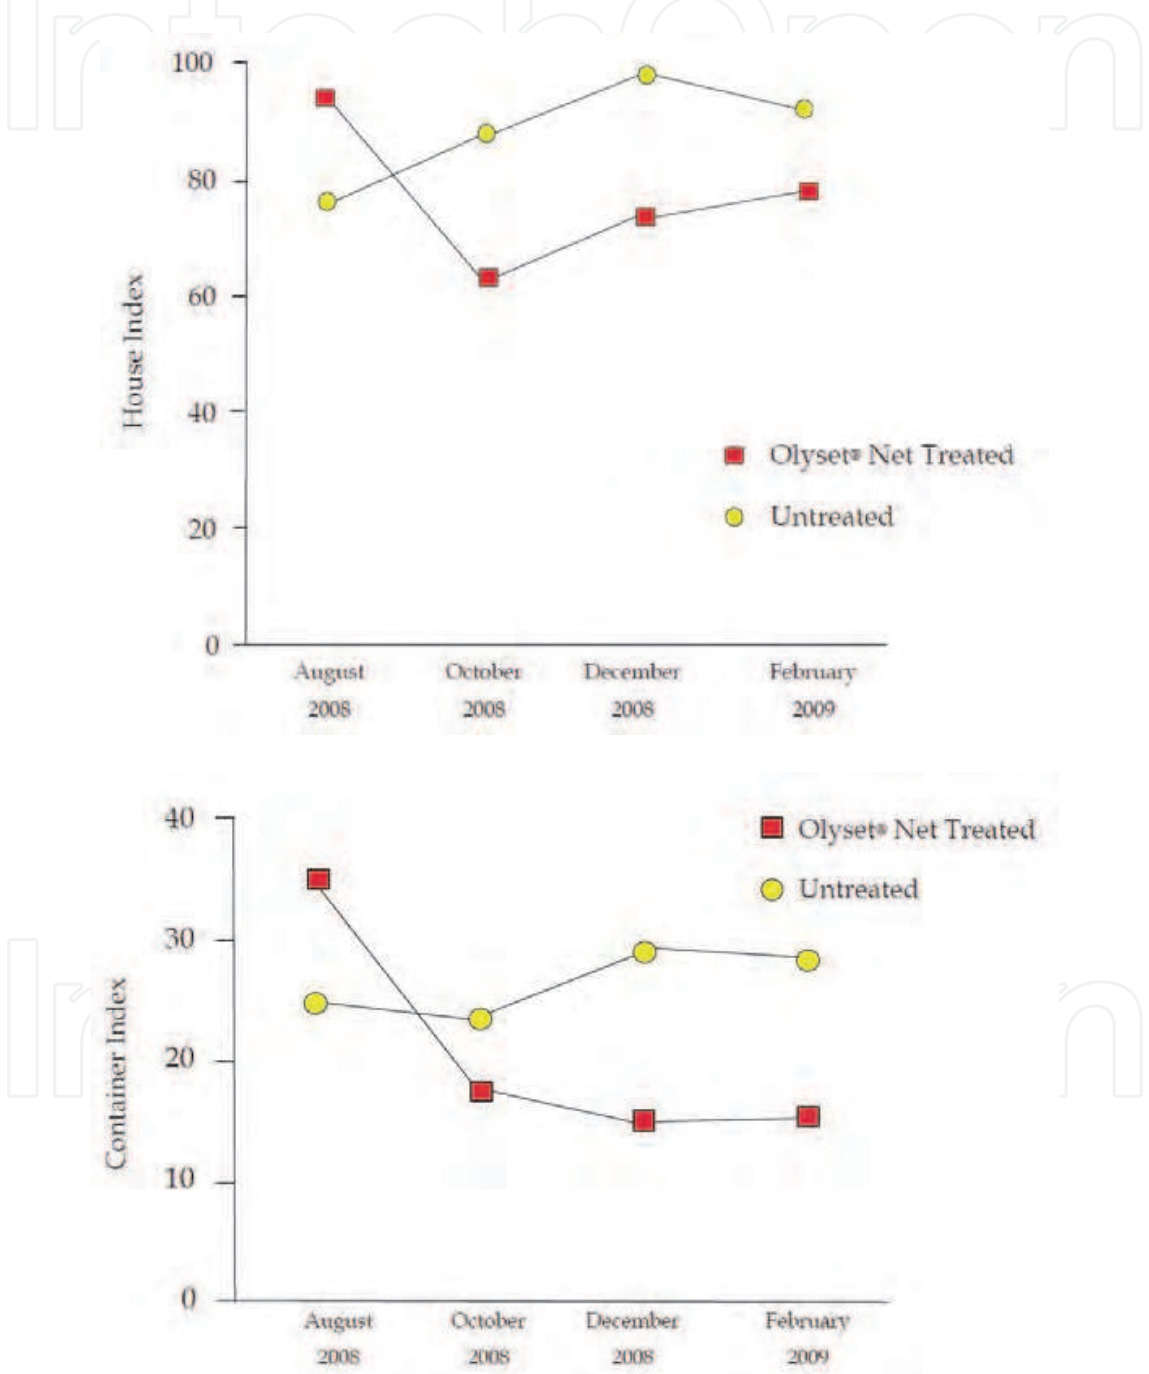 IntechOpen
100
80
60
40
20
0
House Index
Olyset® Net Treated
Untreated
August October December February
2008 2008 2008 2009
40
30
20
10
0
Container Index
Olyset® Net Treated
Untreated
August October December February
2008 2008 2008 2009